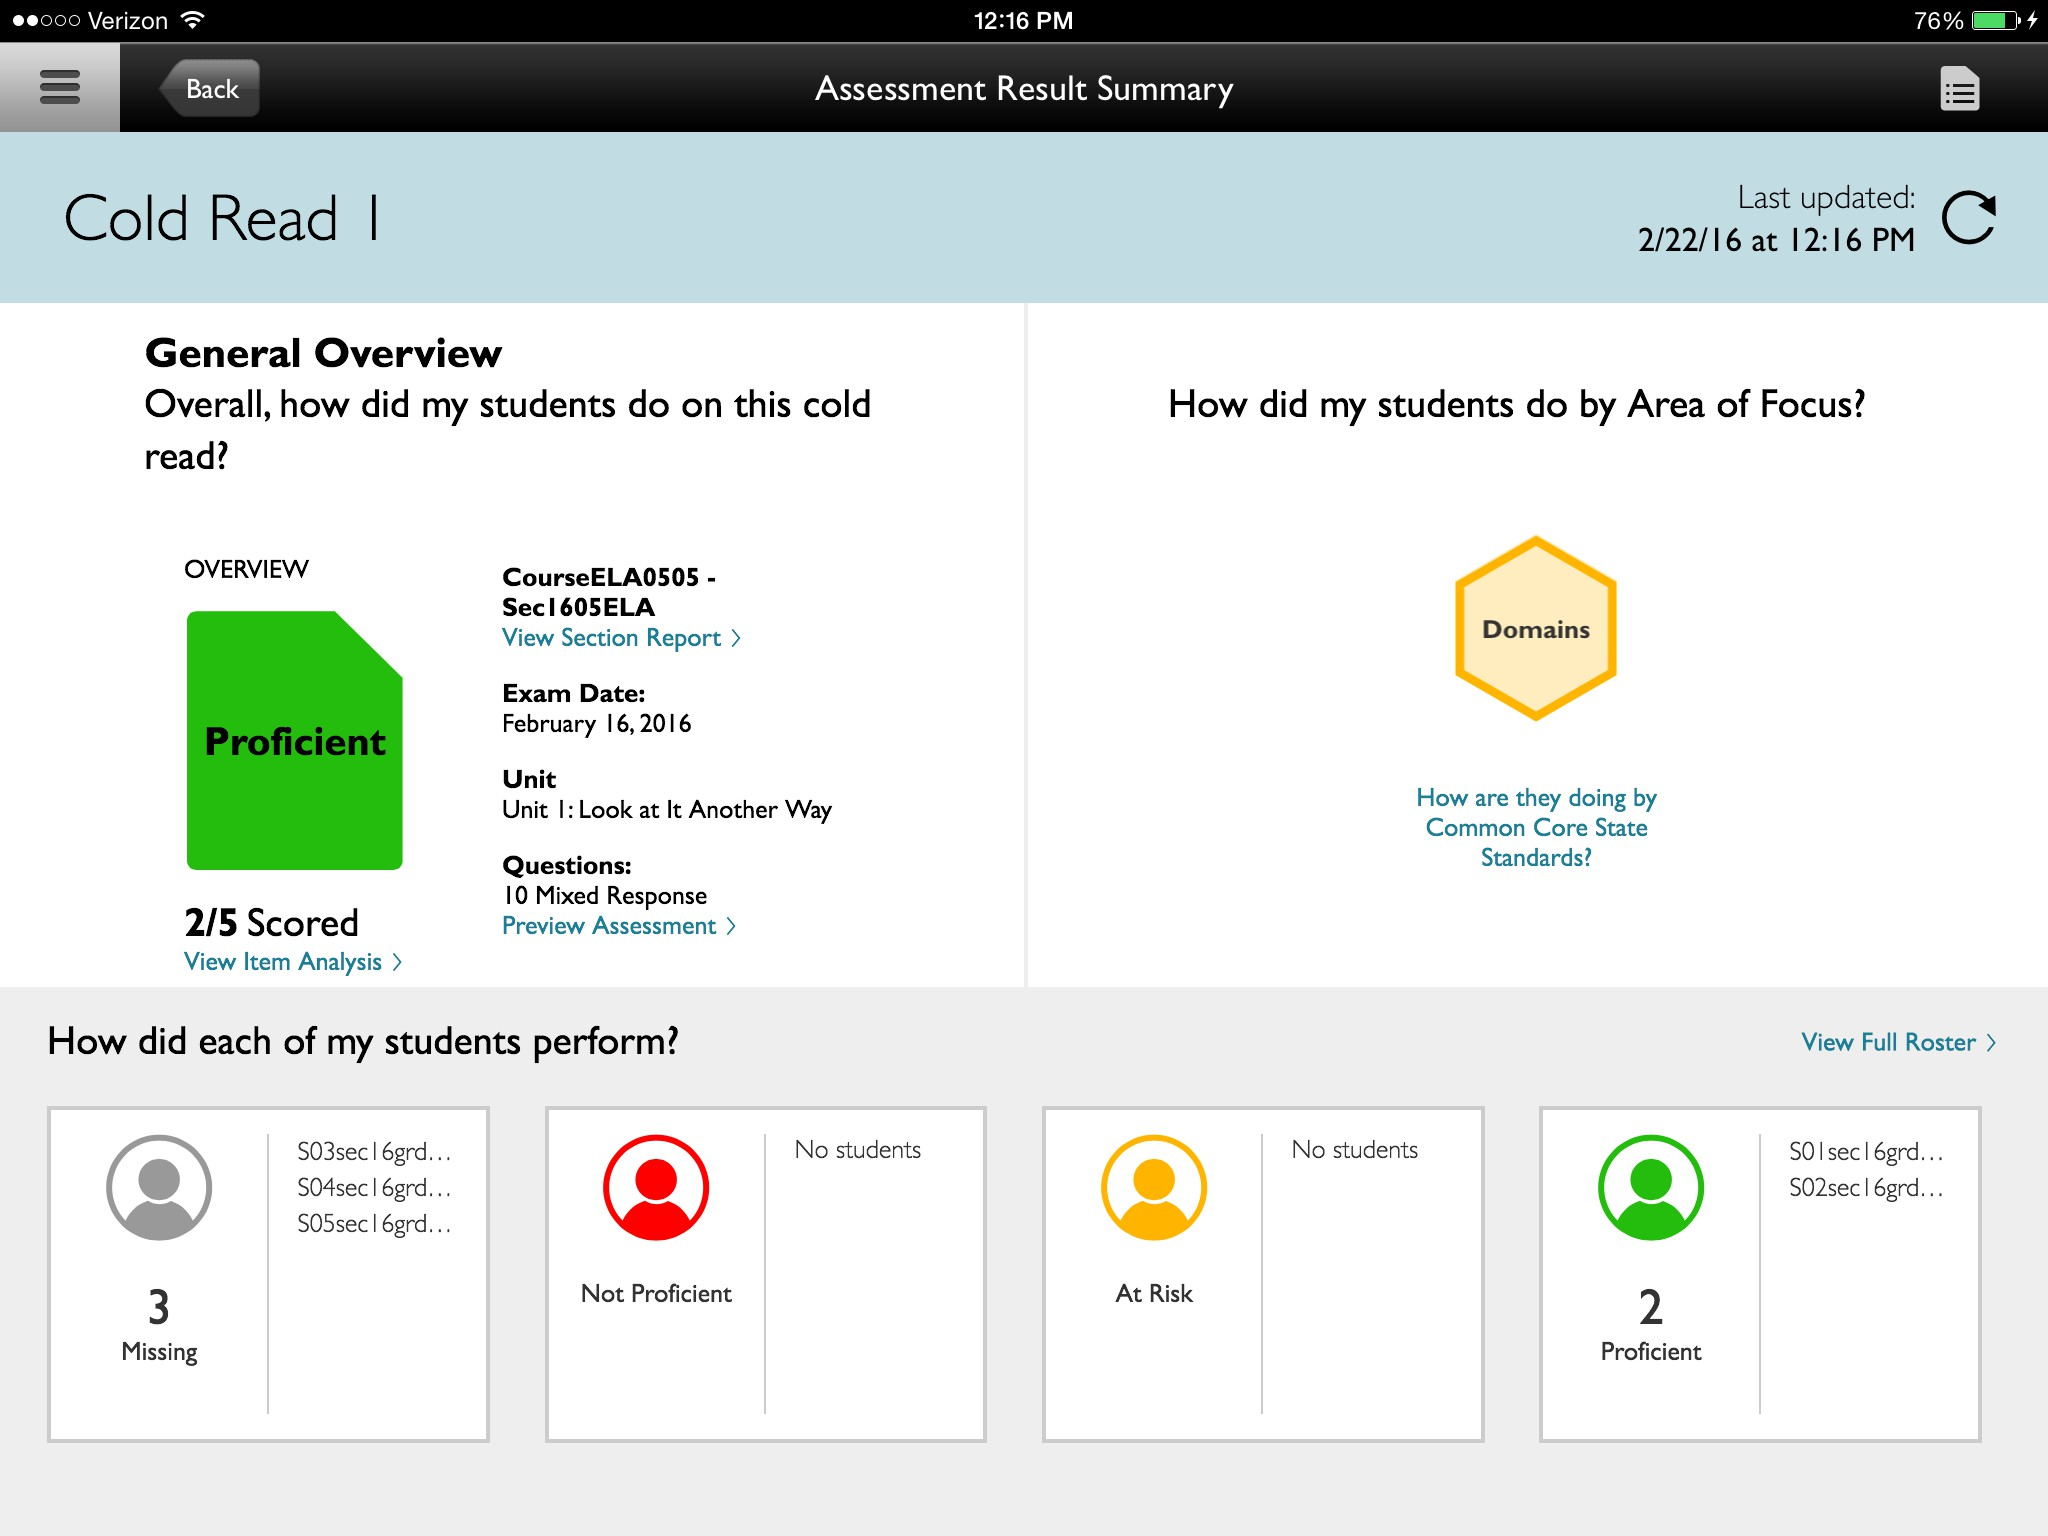 Verizon
12:16 PM
76%
Back
Assessment Result Summary
Cold Read 1
Last updated:
2/22/16 at 12:16 PM
General Overview
Overall, how did my students do on this cold
read?
OVERVIEW
Proficient
2/5 Scored
View Item Analysis >
CourseELA0505 -
Sec1605ELA
View Section Report >
Exam Date:
February 16, 2016
Unit
Unit 1: Look at It Another Way
Questions:
10 Mixed Response
Preview Assessment >
How did my students do by Area of Focus?
Domains
How are they doing by
Common Core State
Standards?
How did each of my students perform?
View Full Roster >
3
Missing
S03sec16grd...
S04sec16grd...
S05sec16grd...
Not Proficient
No students
At Risk
No students
2
Proficient
S01sec16grd...
S02sec16grd...